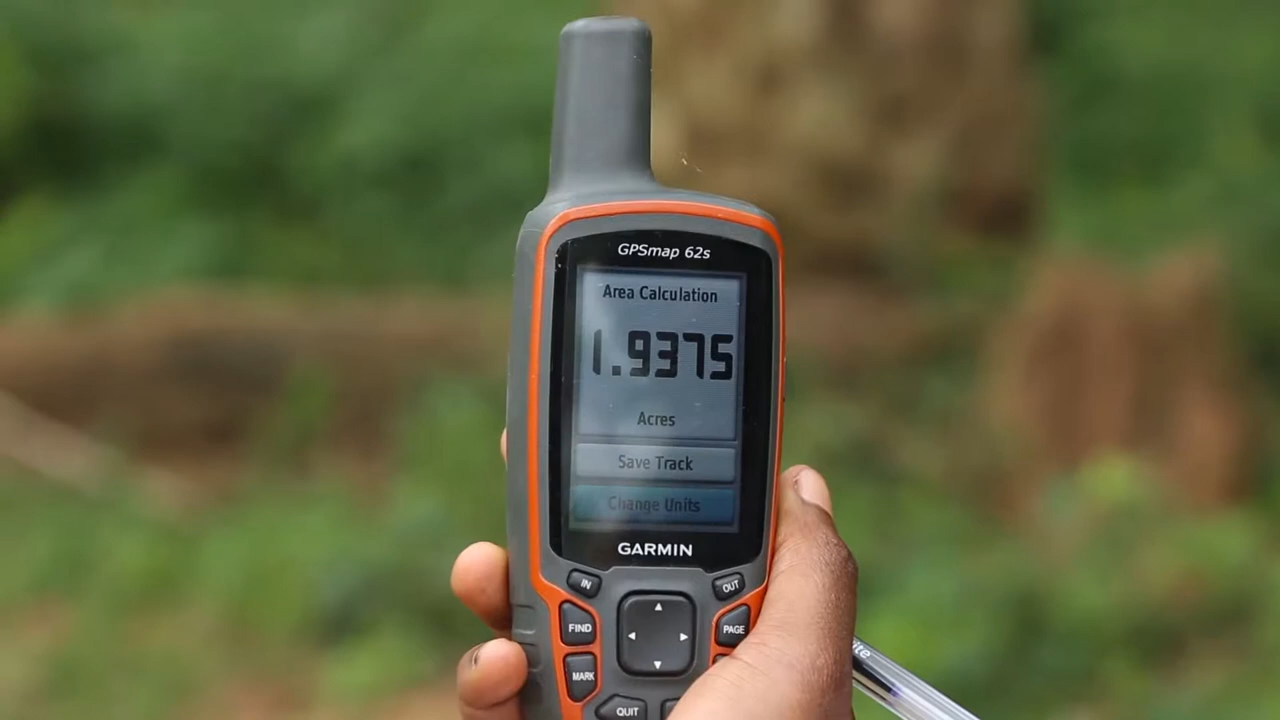 GPSmap 62s
Area Calculation
1.9375
Acres
Save Track
Change Units
GARMIN
IN
OUT
FIND
PAGE
MARK
QUIT